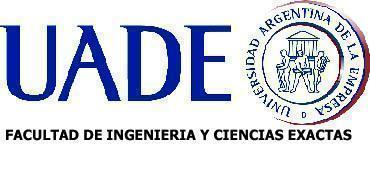 UADE
UNIVERSIDAD ARGENTINA DE LA EMPRESA
FACULTAD DE INGENIERIA Y CIENCIAS EXACTAS